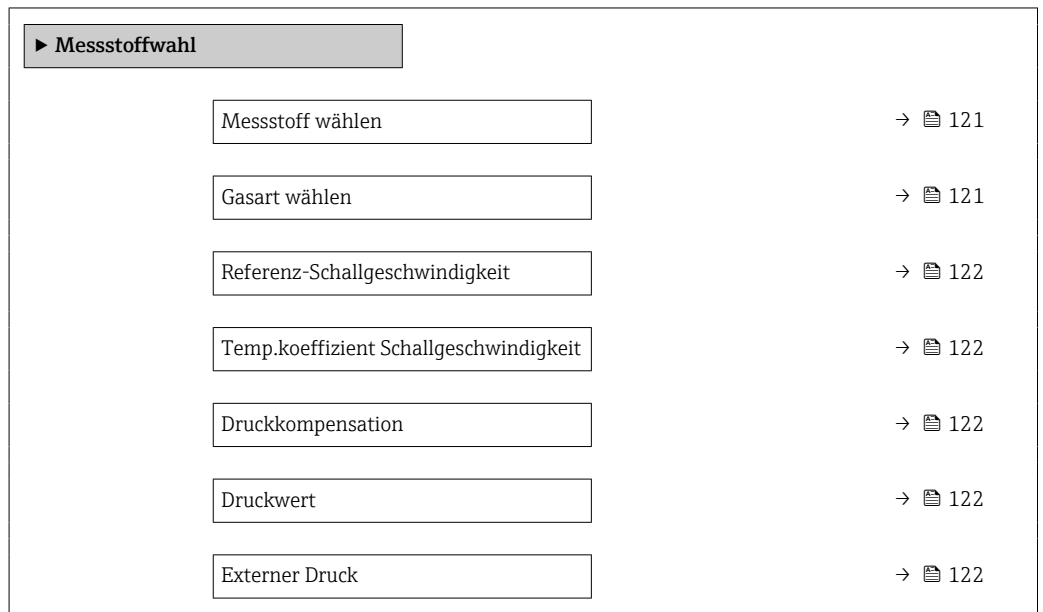 ► Messstoffwahl
Messstoff wählen → 121
Gasart wählen → 121
Referenz-Schallgeschwindigkeit → 122
Temp.koeffizient Schallgeschwindigkeit → 122
Druckkompensation → 122
Druckwert → 122
Externer Druck → 122